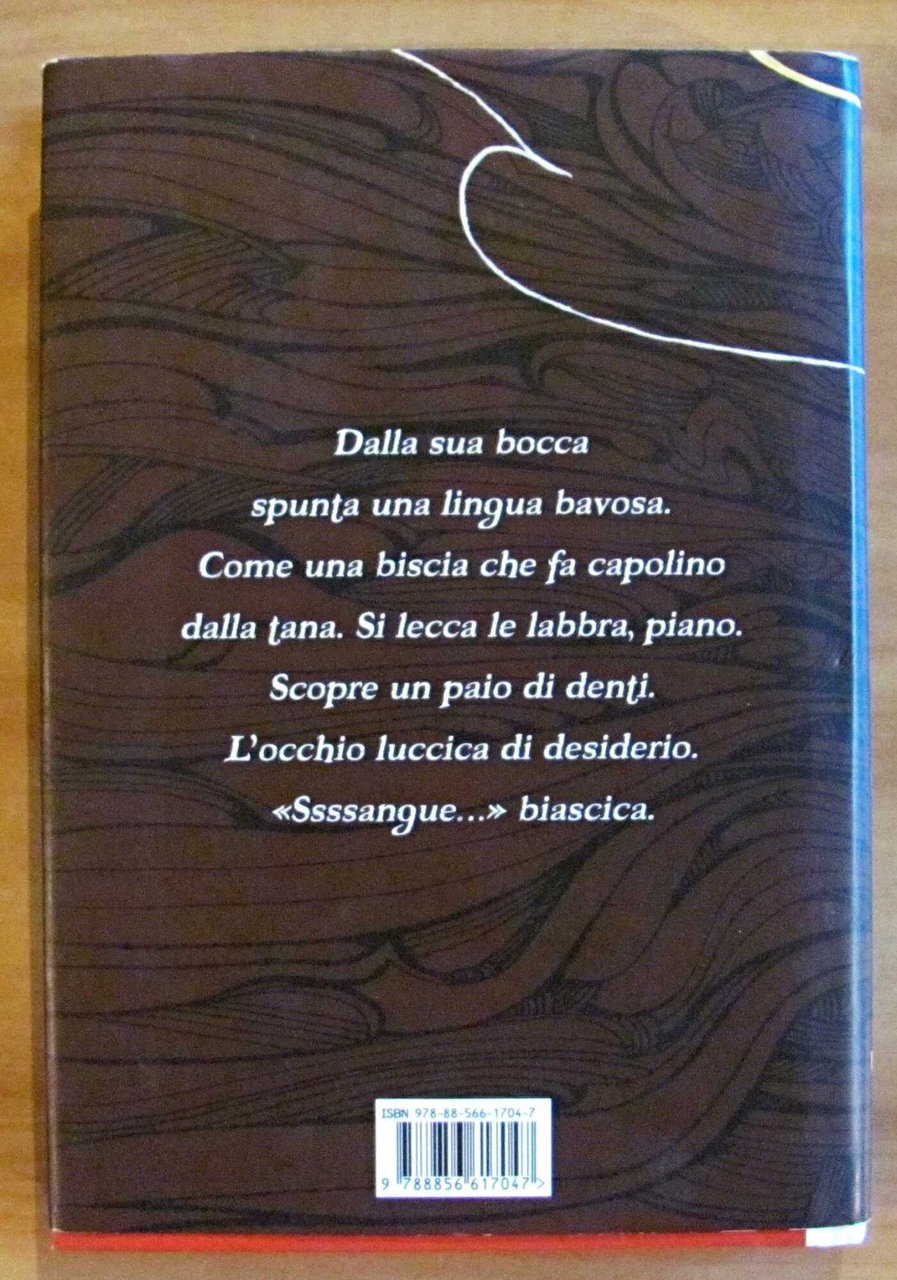 Dalla sua bocca
spunta una lingua bavosa.
Come una biscia che fa capolino
dalla tana. Si lecca le labbra, piano.
Scopre un paio di denti.
L'occhio luccica di desiderio.
«Ssssangue...» biascica.
ISBN 978-88-566-1704-7
9 788856 617047 >